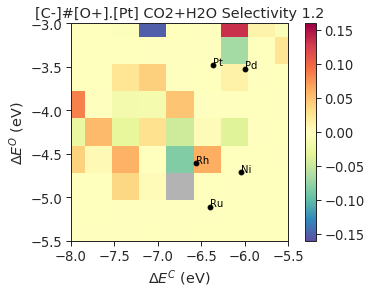 [C-]#[O+].[Pt] CO2+H2O Selectivity 1.2
−3.0
−3.5
−4.0
−4.5
−5.0
−5.5
ΔE^O (eV)
Pt
Pd
Rh
Ni
Ru
−8.0 −7.5 −7.0 −6.5 −6.0 −5.5
ΔE^C (eV)
0.15
0.10
0.05
0.00
−0.05
−0.10
−0.15